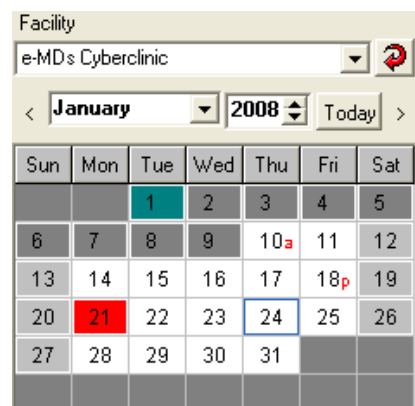 Facility
e-MDs Cyberclinic
< January 2008 Today >
Sun Mon Tue Wed Thu Fri Sat
1 2 3 4 5
6 7 8 9 10a 11 12
13 14 15 16 17 18p 19
20 21 22 23 24 25 26
27 28 29 30 31